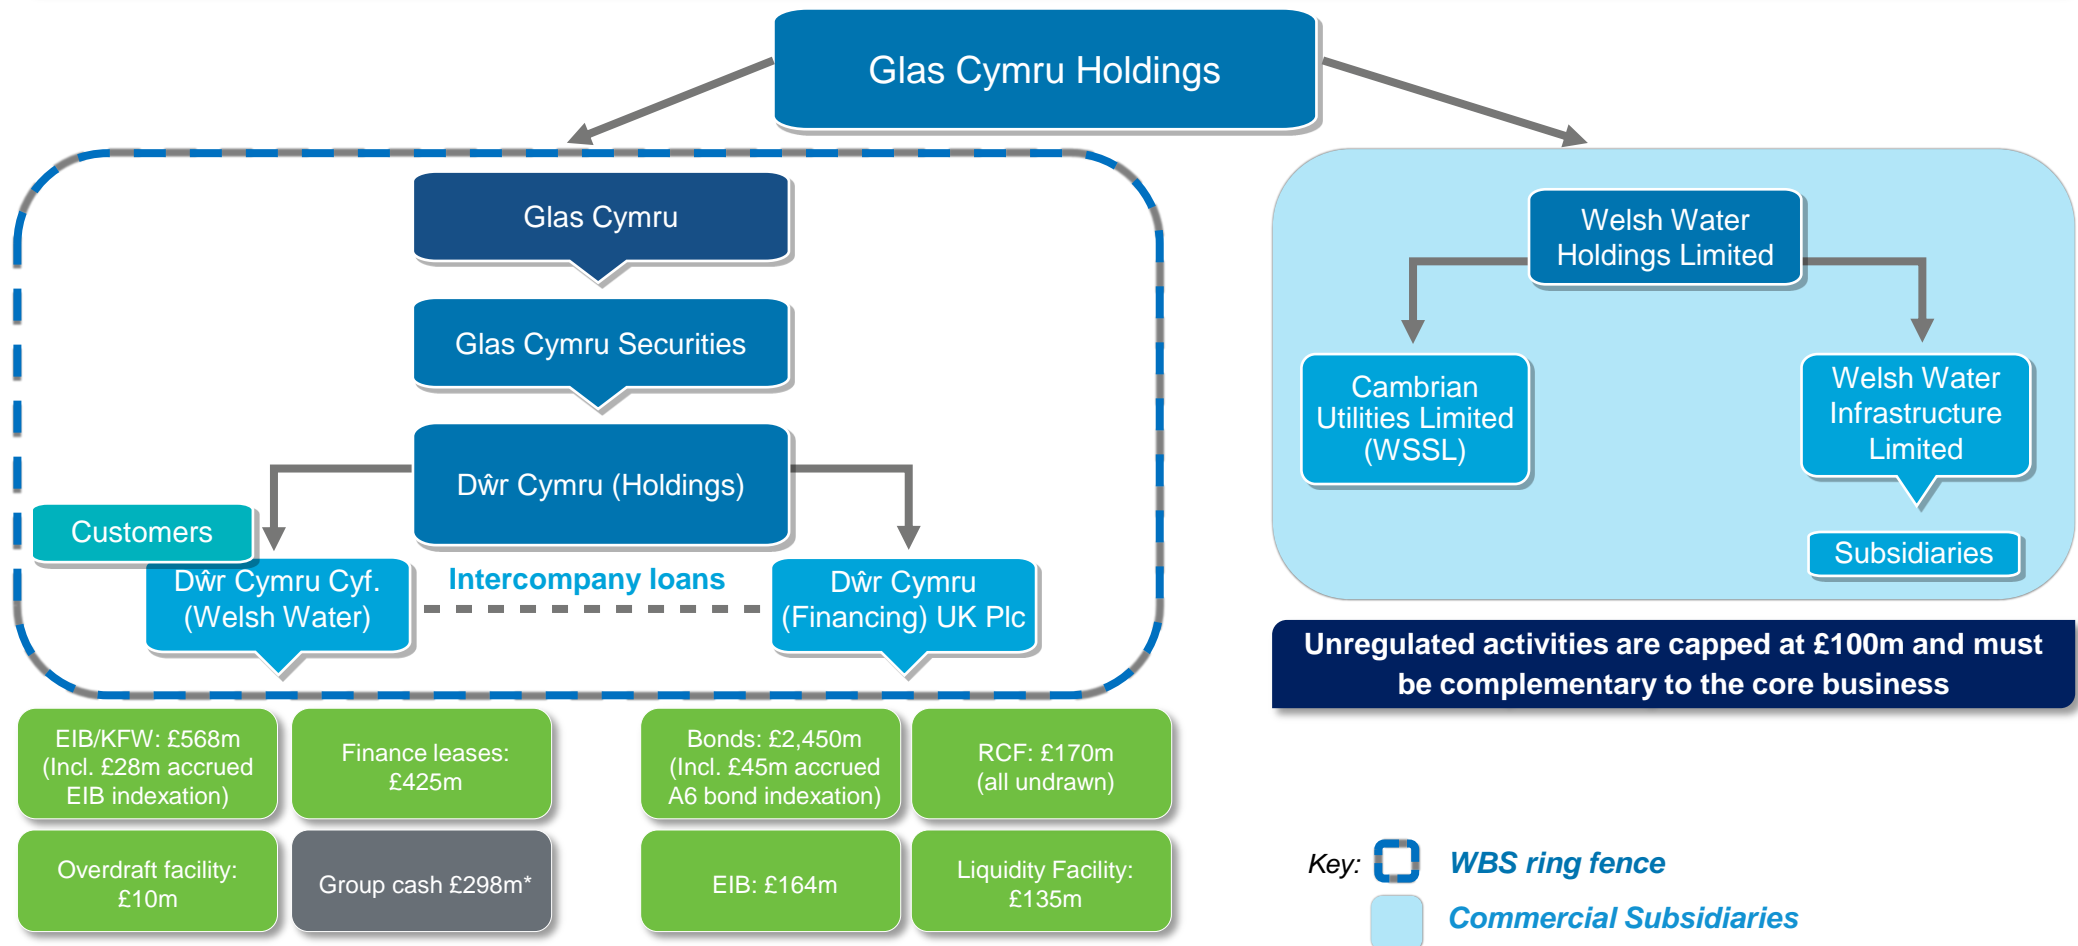 Glas Cymru Holdings
Glas Cymru
Glas Cymru Securities
Dŵr Cymru (Holdings)
Customers
Dŵr Cymru Cyf.
(Welsh Water)
Intercompany loans
Dŵr Cymru
(Financing) UK Plc
EIB/KFW: £568m
(Incl. £28m accrued
EIB indexation)
Finance leases:
£425m
Bonds: £2,450m
(Incl. £45m accrued
A6 bond indexation)
RCF: £170m
(all undrawn)
Overdraft facility:
£10m
Group cash £298m*
EIB: £164m
Liquidity Facility:
£135m
Welsh Water
Holdings Limited
Cambrian
Utilities Limited
(WSSL)
Welsh Water
Infrastructure
Limited
Subsidiaries
Unregulated activities are capped at £100m and must
be complementary to the core business
Key:
WBS ring fence
Commercial Subsidiaries